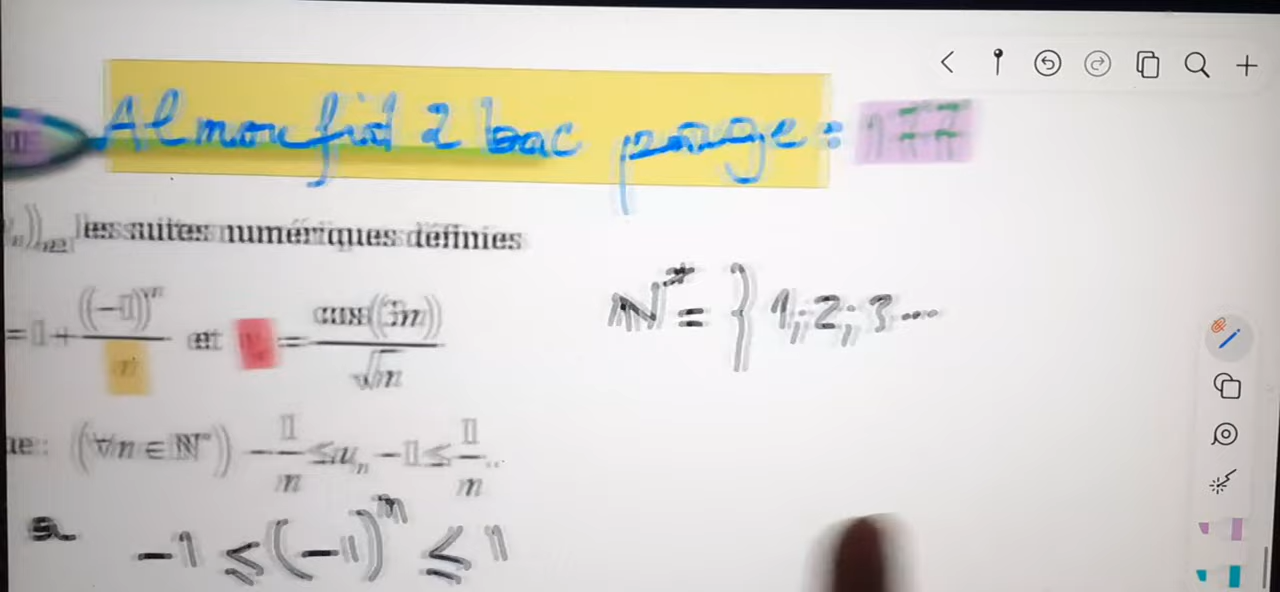 Almoufid 2 bac page: 177
les suites numériques définies
N* = } 1; 2; 3 ...
= 1 + (-1)^n / n et = cos(3n) / √n
ue : (∀n ∈ N*) -1/n ≤ u_n - 1 ≤ 1/n ..
a -1 ≤ (-1)^n ≤ 1